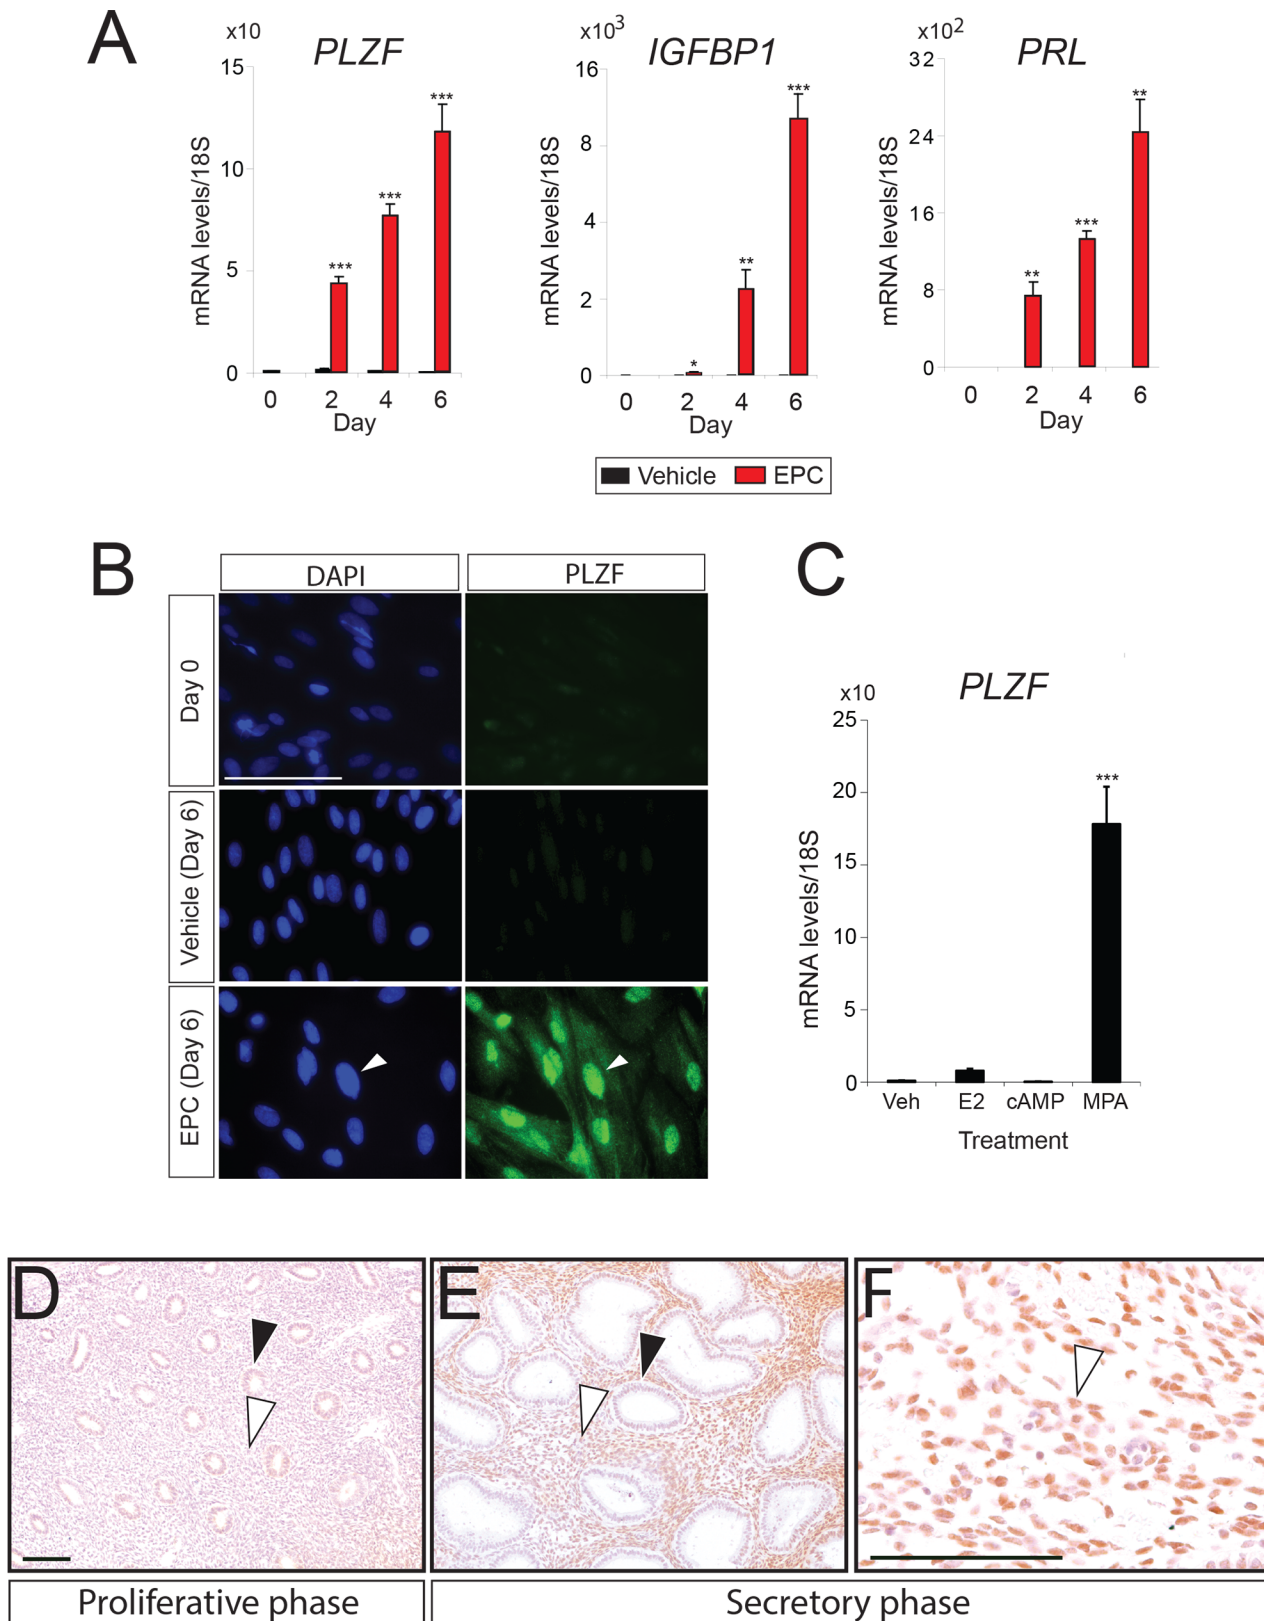 A
x10
PLZF
mRNA levels/18S
15
10
5
0
***
***
***
0 2 4 6
Day
x10³
IGFBP1
mRNA levels/18S
16
8
4
2
0
*
**
***
0 2 4 6
Day
x10²
PRL
mRNA levels/18S
32
24
16
8
0
**
***
**
0 2 4 6
Day
Vehicle EPC
B
DAPI PLZF
Day 0
Vehicle (Day 6)
EPC (Day 6)
C
x10
PLZF
mRNA levels/18S
25
20
15
10
5
0
***
Veh E2 cAMP MPA
Treatment
D
E
F
Proliferative phase
Secretory phase